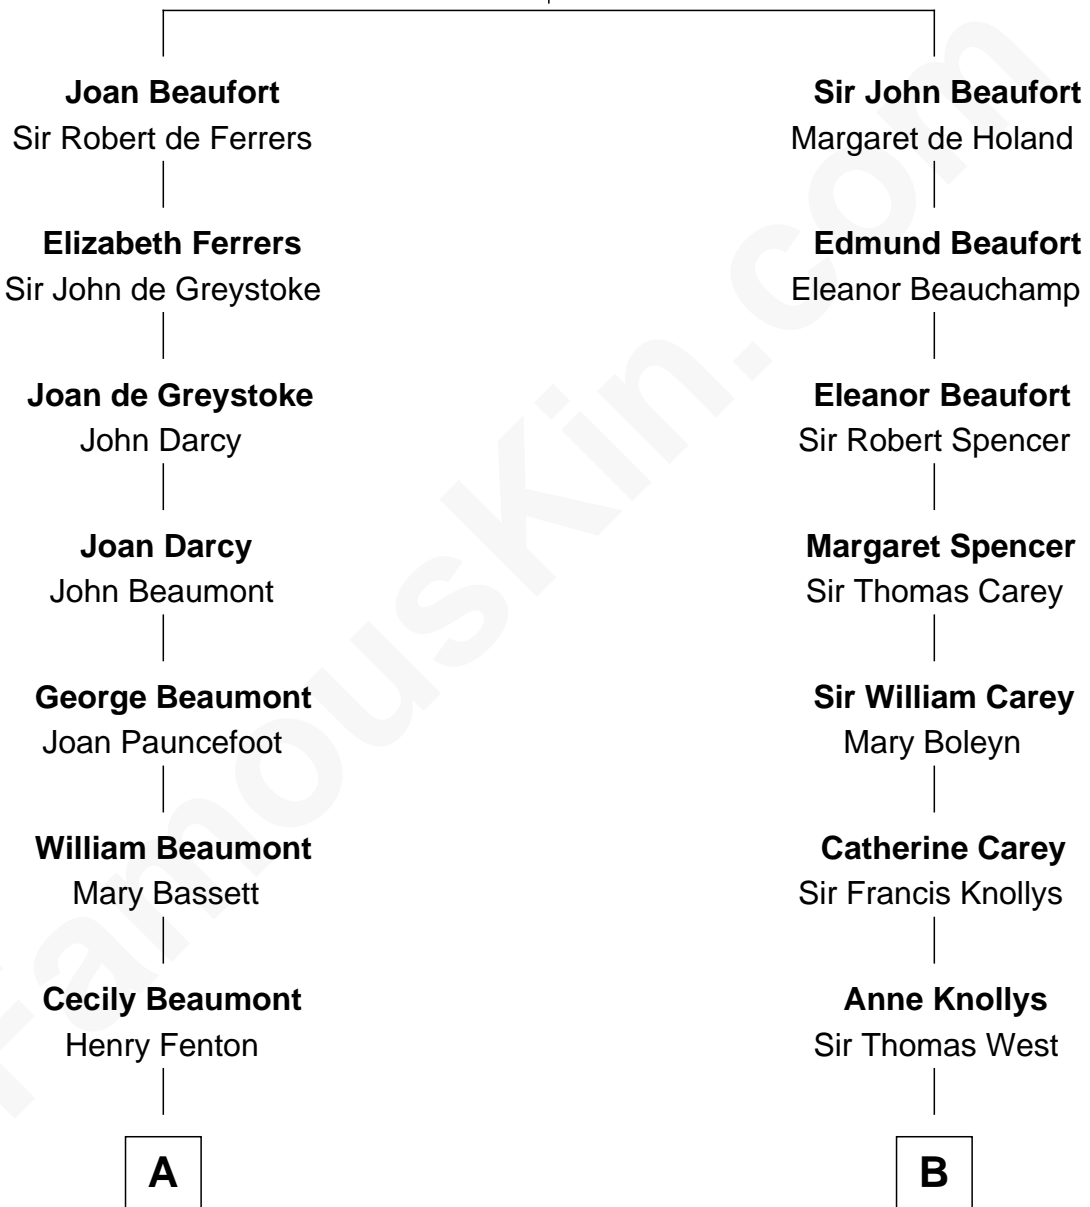 Joan Beaufort
Sir Robert de Ferrers
Elizabeth Ferrers
Sir John de Greystoke
Joan de Greystoke
John Darcy
Joan Darcy
John Beaumont
George Beaumont
Joan Pauncefoot
William Beaumont
Mary Bassett
Cecily Beaumont
Henry Fenton
A
Sir John Beaufort
Margaret de Holand
Edmund Beaufort
Eleanor Beauchamp
Eleanor Beaufort
Sir Robert Spencer
Margaret Spencer
Sir Thomas Carey
Sir William Carey
Mary Boleyn
Catherine Carey
Sir Francis Knollys
Anne Knollys
Sir Thomas West
B
FamousKin.com